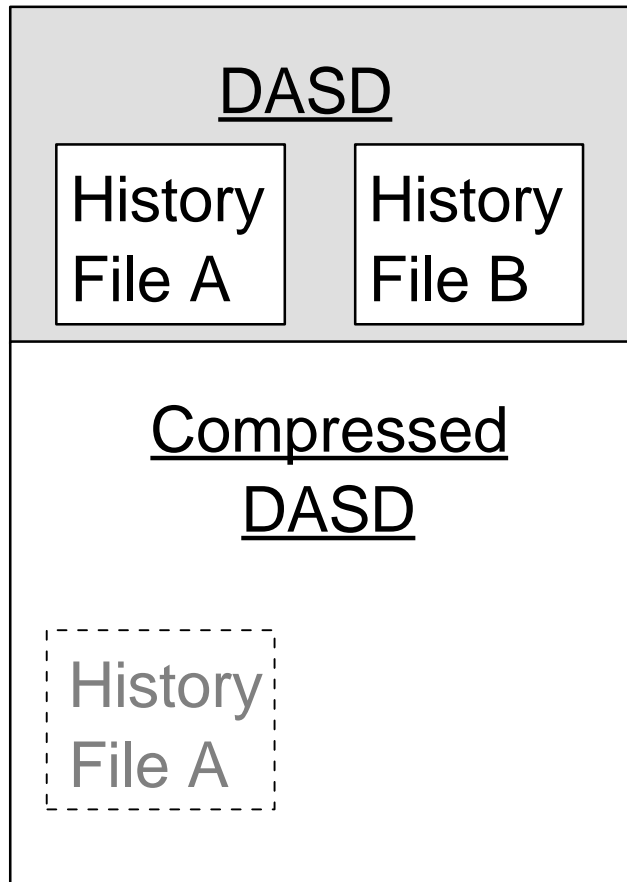 DASD
History
File A
History
File B
Compressed
DASD
History
File A